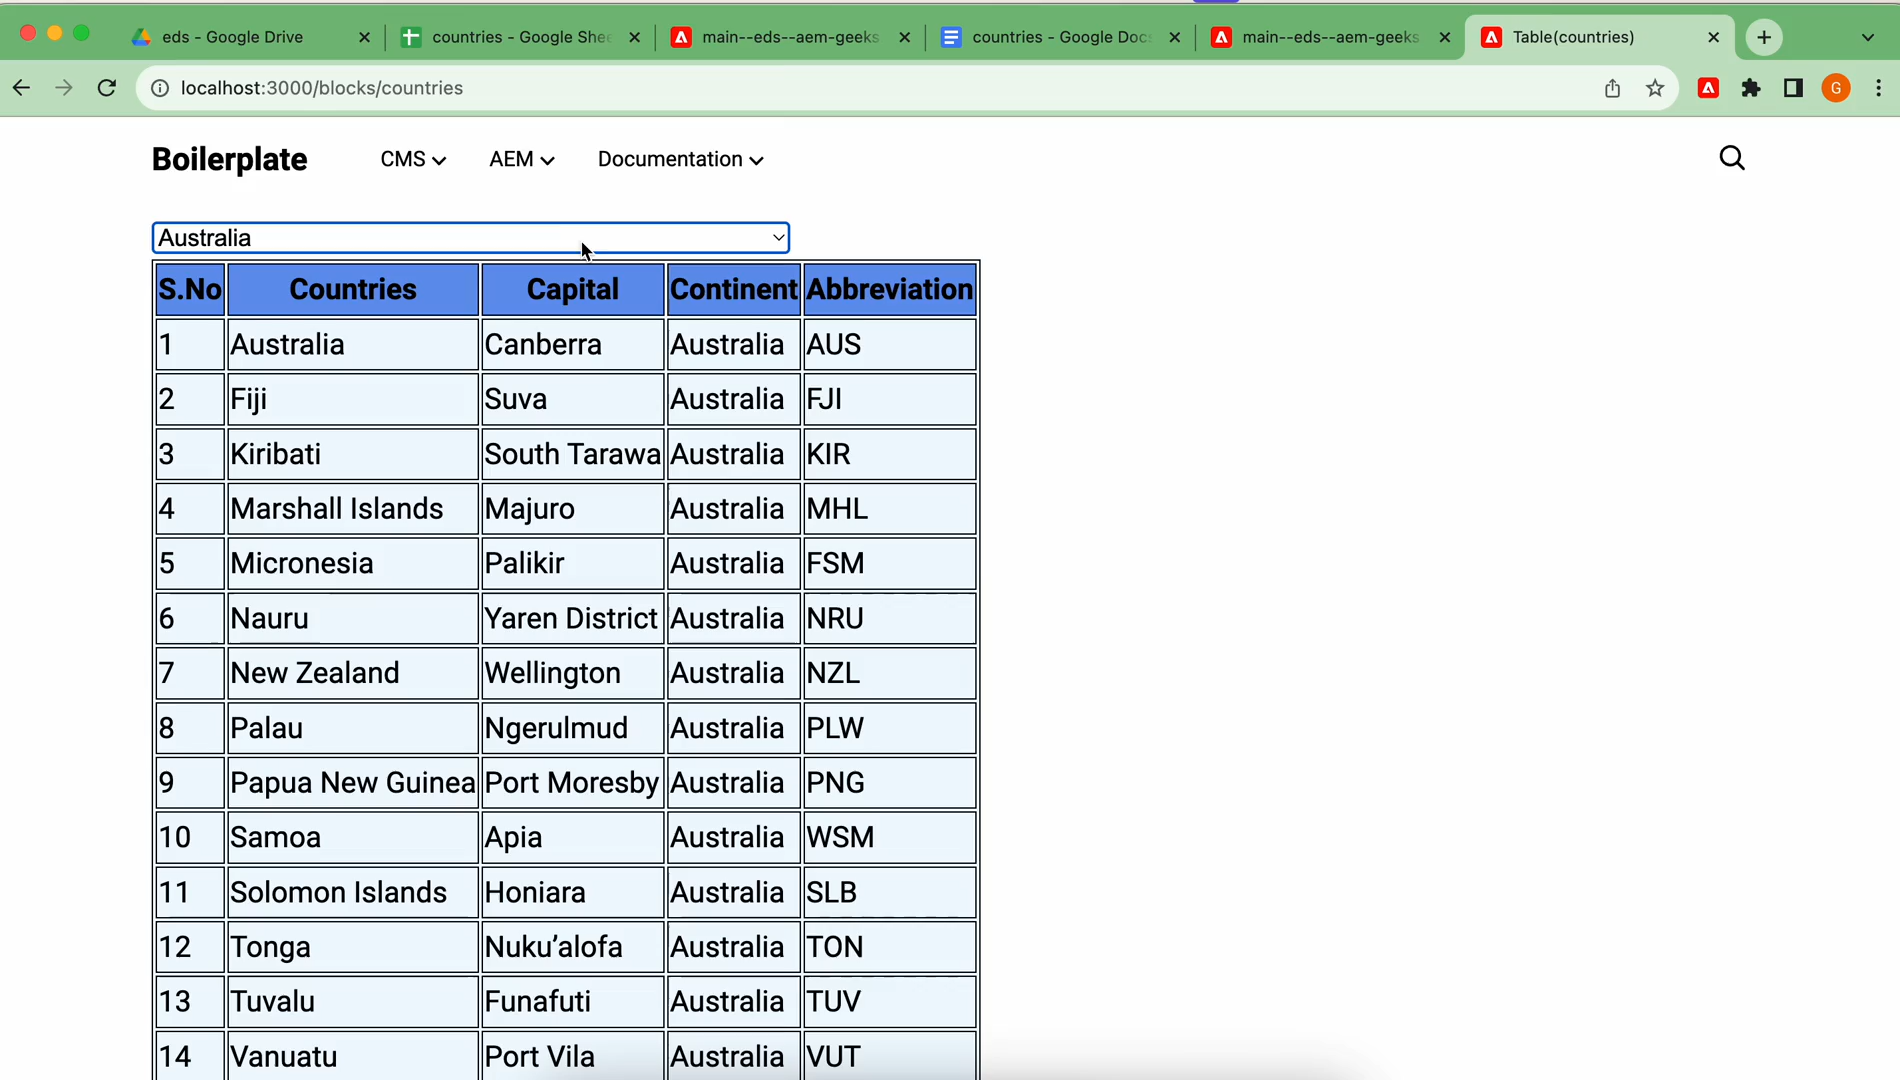 eds - Google Drive
countries - Google Shee
main--eds--aem-geeks
countries - Google Docs
main--eds--aem-geeks
Table(countries)
localhost:3000/blocks/countries
G
Boilerplate CMS AEM Documentation
Australia
S.No Countries Capital Continent Abbreviation
1 Australia Canberra Australia AUS
2 Fiji Suva Australia FJI
3 Kiribati South Tarawa Australia KIR
4 Marshall Islands Majuro Australia MHL
5 Micronesia Palikir Australia FSM
6 Nauru Yaren District Australia NRU
7 New Zealand Wellington Australia NZL
8 Palau Ngerulmud Australia PLW
9 Papua New Guinea Port Moresby Australia PNG
10 Samoa Apia Australia WSM
11 Solomon Islands Honiara Australia SLB
12 Tonga Nuku’alofa Australia TON
13 Tuvalu Funafuti Australia TUV
14 Vanuatu Port Vila Australia VUT